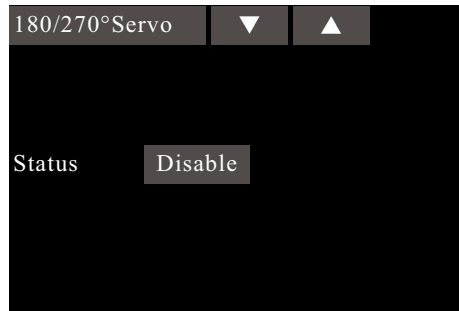 180/270°Servo ▼ ▲
Status Disable